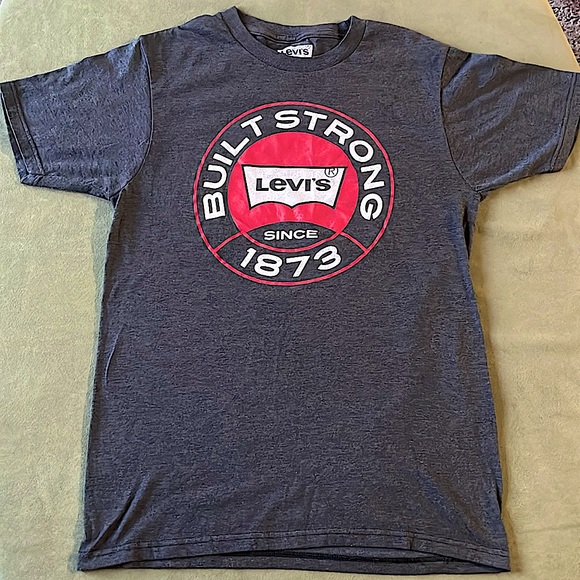 Levi's
BUILT STRONG
Levi's®
SINCE
1873